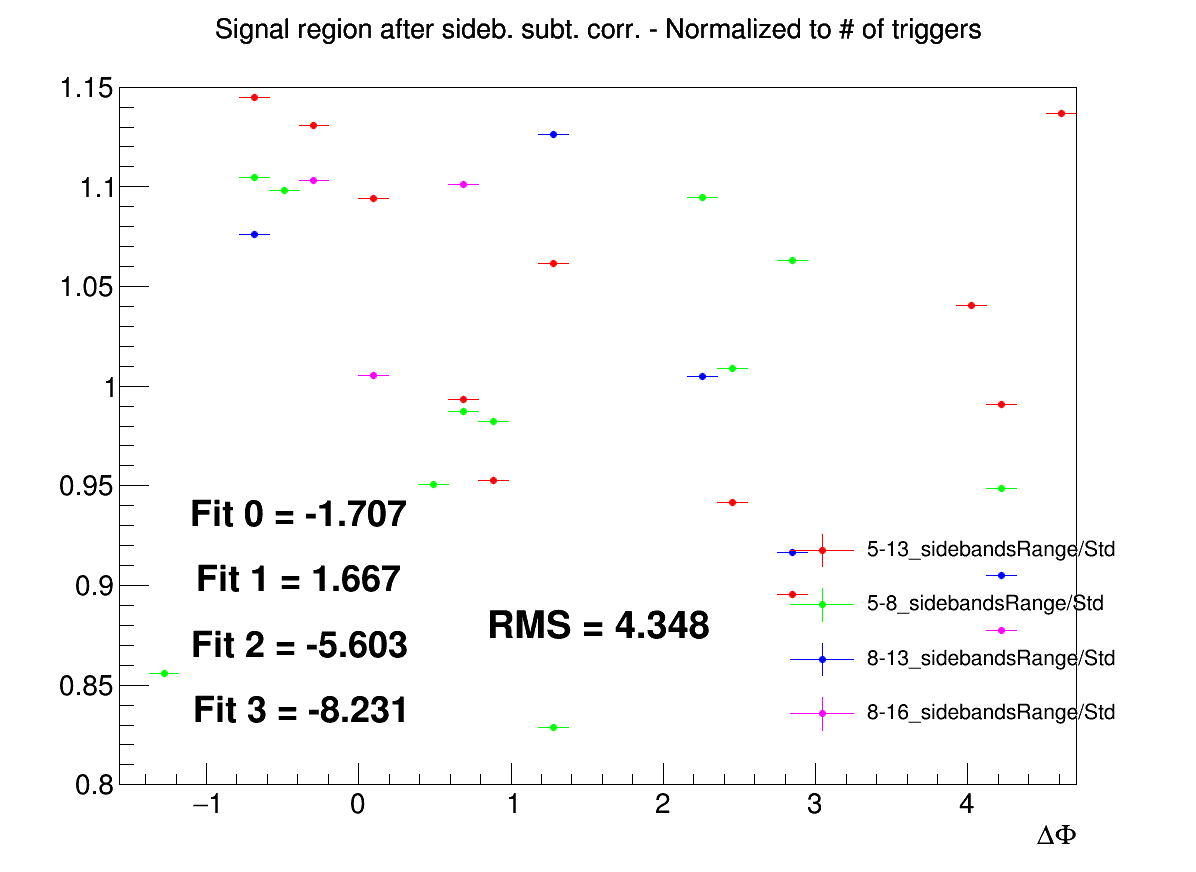 Signal region after sideb. subt. corr. - Normalized to # of triggers
1.15
1.1
1.05
1
0.95
0.9
0.85
0.8
Fit 0 = -1.707
Fit 1 = 1.667
Fit 2 = -5.603
Fit 3 = -8.231
RMS = 4.348
5-13_sidebandsRange/Std
5-8_sidebandsRange/Std
8-13_sidebandsRange/Std
8-16_sidebandsRange/Std
−1 0 1 2 3 4
ΔΦ